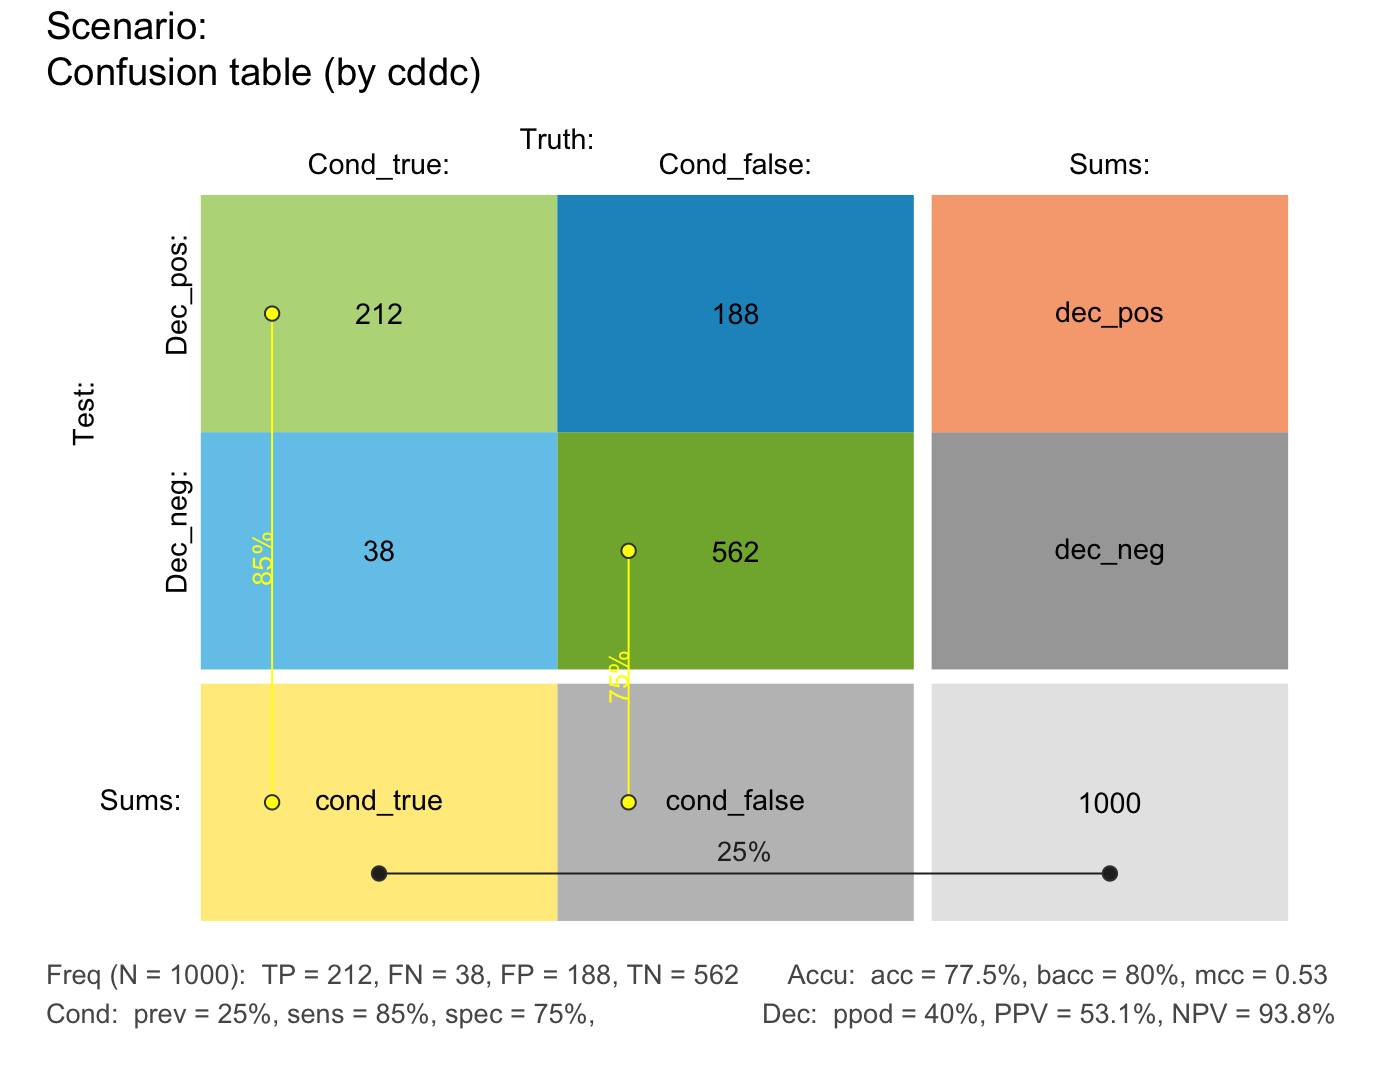 Scenario:
Confusion table (by cddc)
Truth:
Cond_true: Cond_false: Sums:
Test:
Dec_pos:
212 188 dec_pos
Dec_neg:
85%
38 562 dec_neg
75%
Sums: cond_true cond_false 1000
25%
Freq (N = 1000):  TP = 212, FN = 38, FP = 188, TN = 562 Accu:  acc = 77.5%, bacc = 80%, mcc = 0.53
Cond:  prev = 25%, sens = 85%, spec = 75%, Dec:  ppod = 40%, PPV = 53.1%, NPV = 93.8%